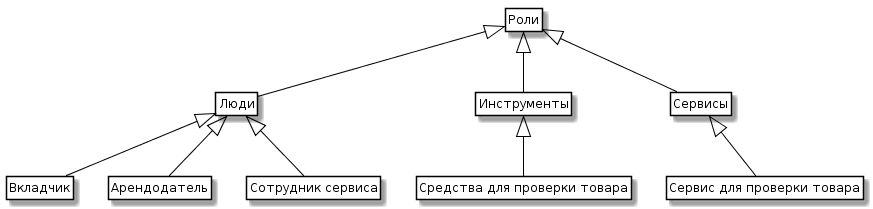 Роли
Люди
Инструменты
Сервисы
Вкладчик
Арендодатель
Сотрудник сервиса
Средства для проверки товара
Сервис для проверки товара